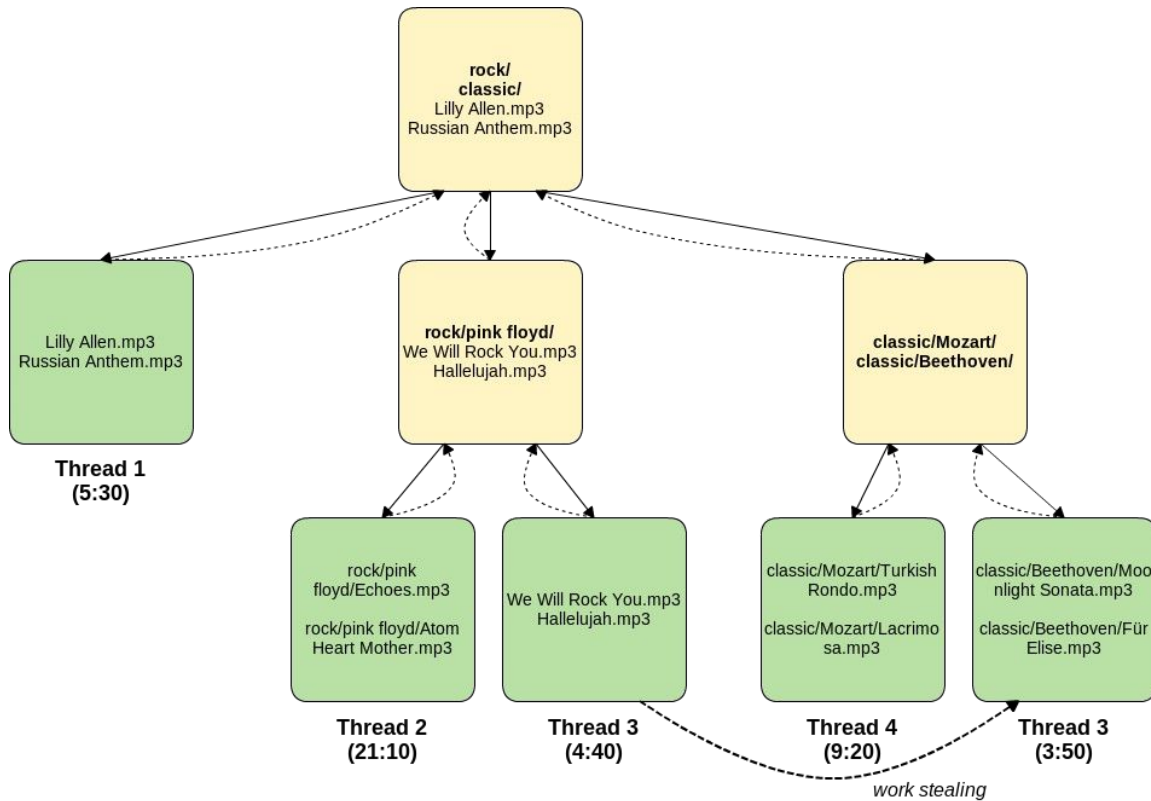 rock/
classic/
Lilly Allen.mp3
Russian Anthem.mp3
Lilly Allen.mp3
Russian Anthem.mp3
Thread 1
(5:30)
rock/pink floyd/
We Will Rock You.mp3
Hallelujah.mp3
classic/Mozart/
classic/Beethoven/
rock/pink
floyd/Echoes.mp3
rock/pink floyd/Atom
Heart Mother.mp3
Thread 2
(21:10)
We Will Rock You.mp3
Hallelujah.mp3
Thread 3
(4:40)
classic/Mozart/Turkish
Rondo.mp3
classic/Mozart/Lacrimo
sa.mp3
Thread 4
(9:20)
classic/Beethoven/Moo
nlight Sonata.mp3
classic/Beethoven/Für
Elise.mp3
Thread 3
(3:50)
work stealing